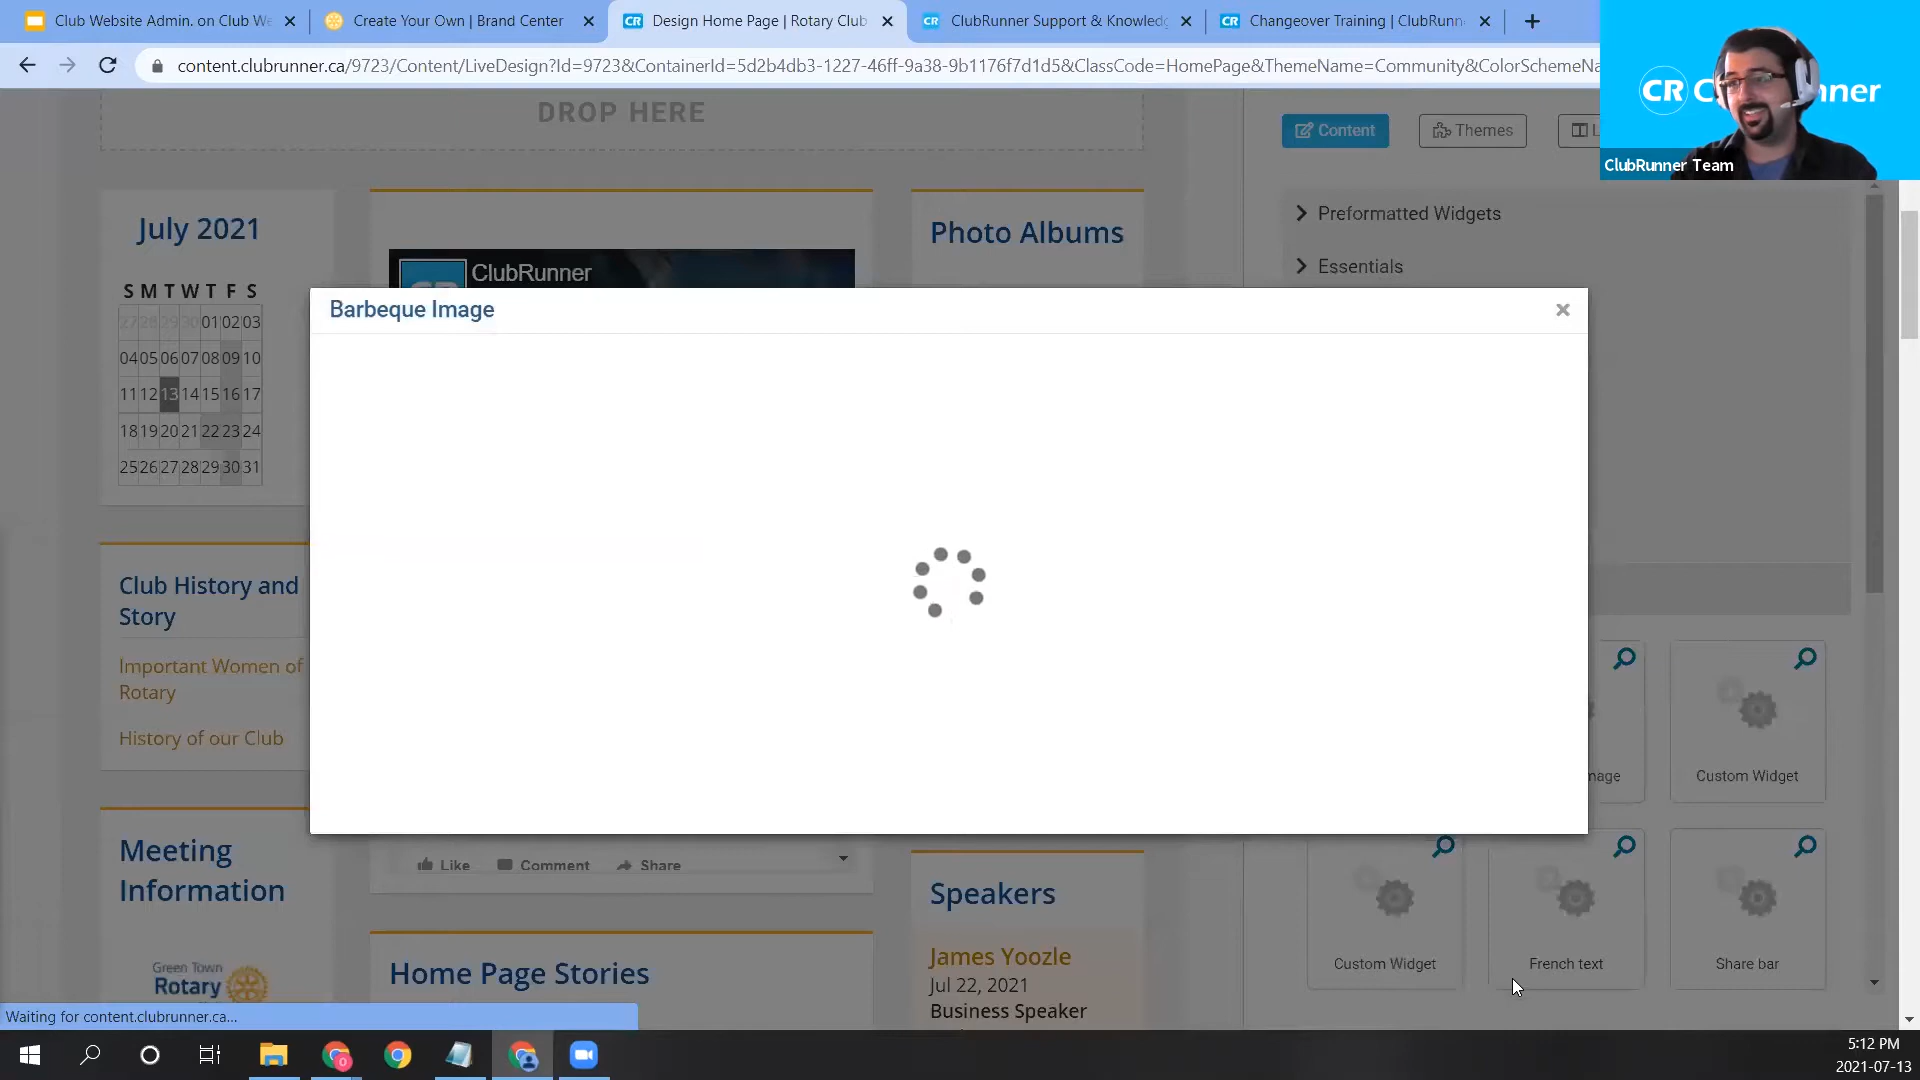 Club Website Admin. on Club We
Create Your Own | Brand Center
Design Home Page | Rotary Club
ClubRunner Support & Knowledg
Changeover Training | ClubRunn
content.clubrunner.ca/9723/Content/LiveDesign?Id=9723&ContainerId=5d2b4db3-1227-46ff-9a38-9b1176f7d1d5&ClassCode=HomePage&ThemeName=Community&ColorSchemeNa
CR C nner
ClubRunner Team
DROP HERE
Content
Themes
L
Preformatted Widgets
Essentials
July 2021
S M T W T F S
27 28 29 30 01 02 03
04 05 06 07 08 09 10
11 12 13 14 15 16 17
18 19 20 21 22 23 24
25 26 27 28 29 30 31
ClubRunner
Photo Albums
Barbeque Image
Club History and
Story
Important Women of
Rotary
History of our Club
Meeting
Information
Green Town
Rotary
Like
Comment
Share
Home Page Stories
Speakers
James Yoozle
Jul 22, 2021
Business Speaker
mage
Custom Widget
Custom Widget
French text
Share bar
Waiting for content.clubrunner.ca...
5:12 PM
2021-07-13